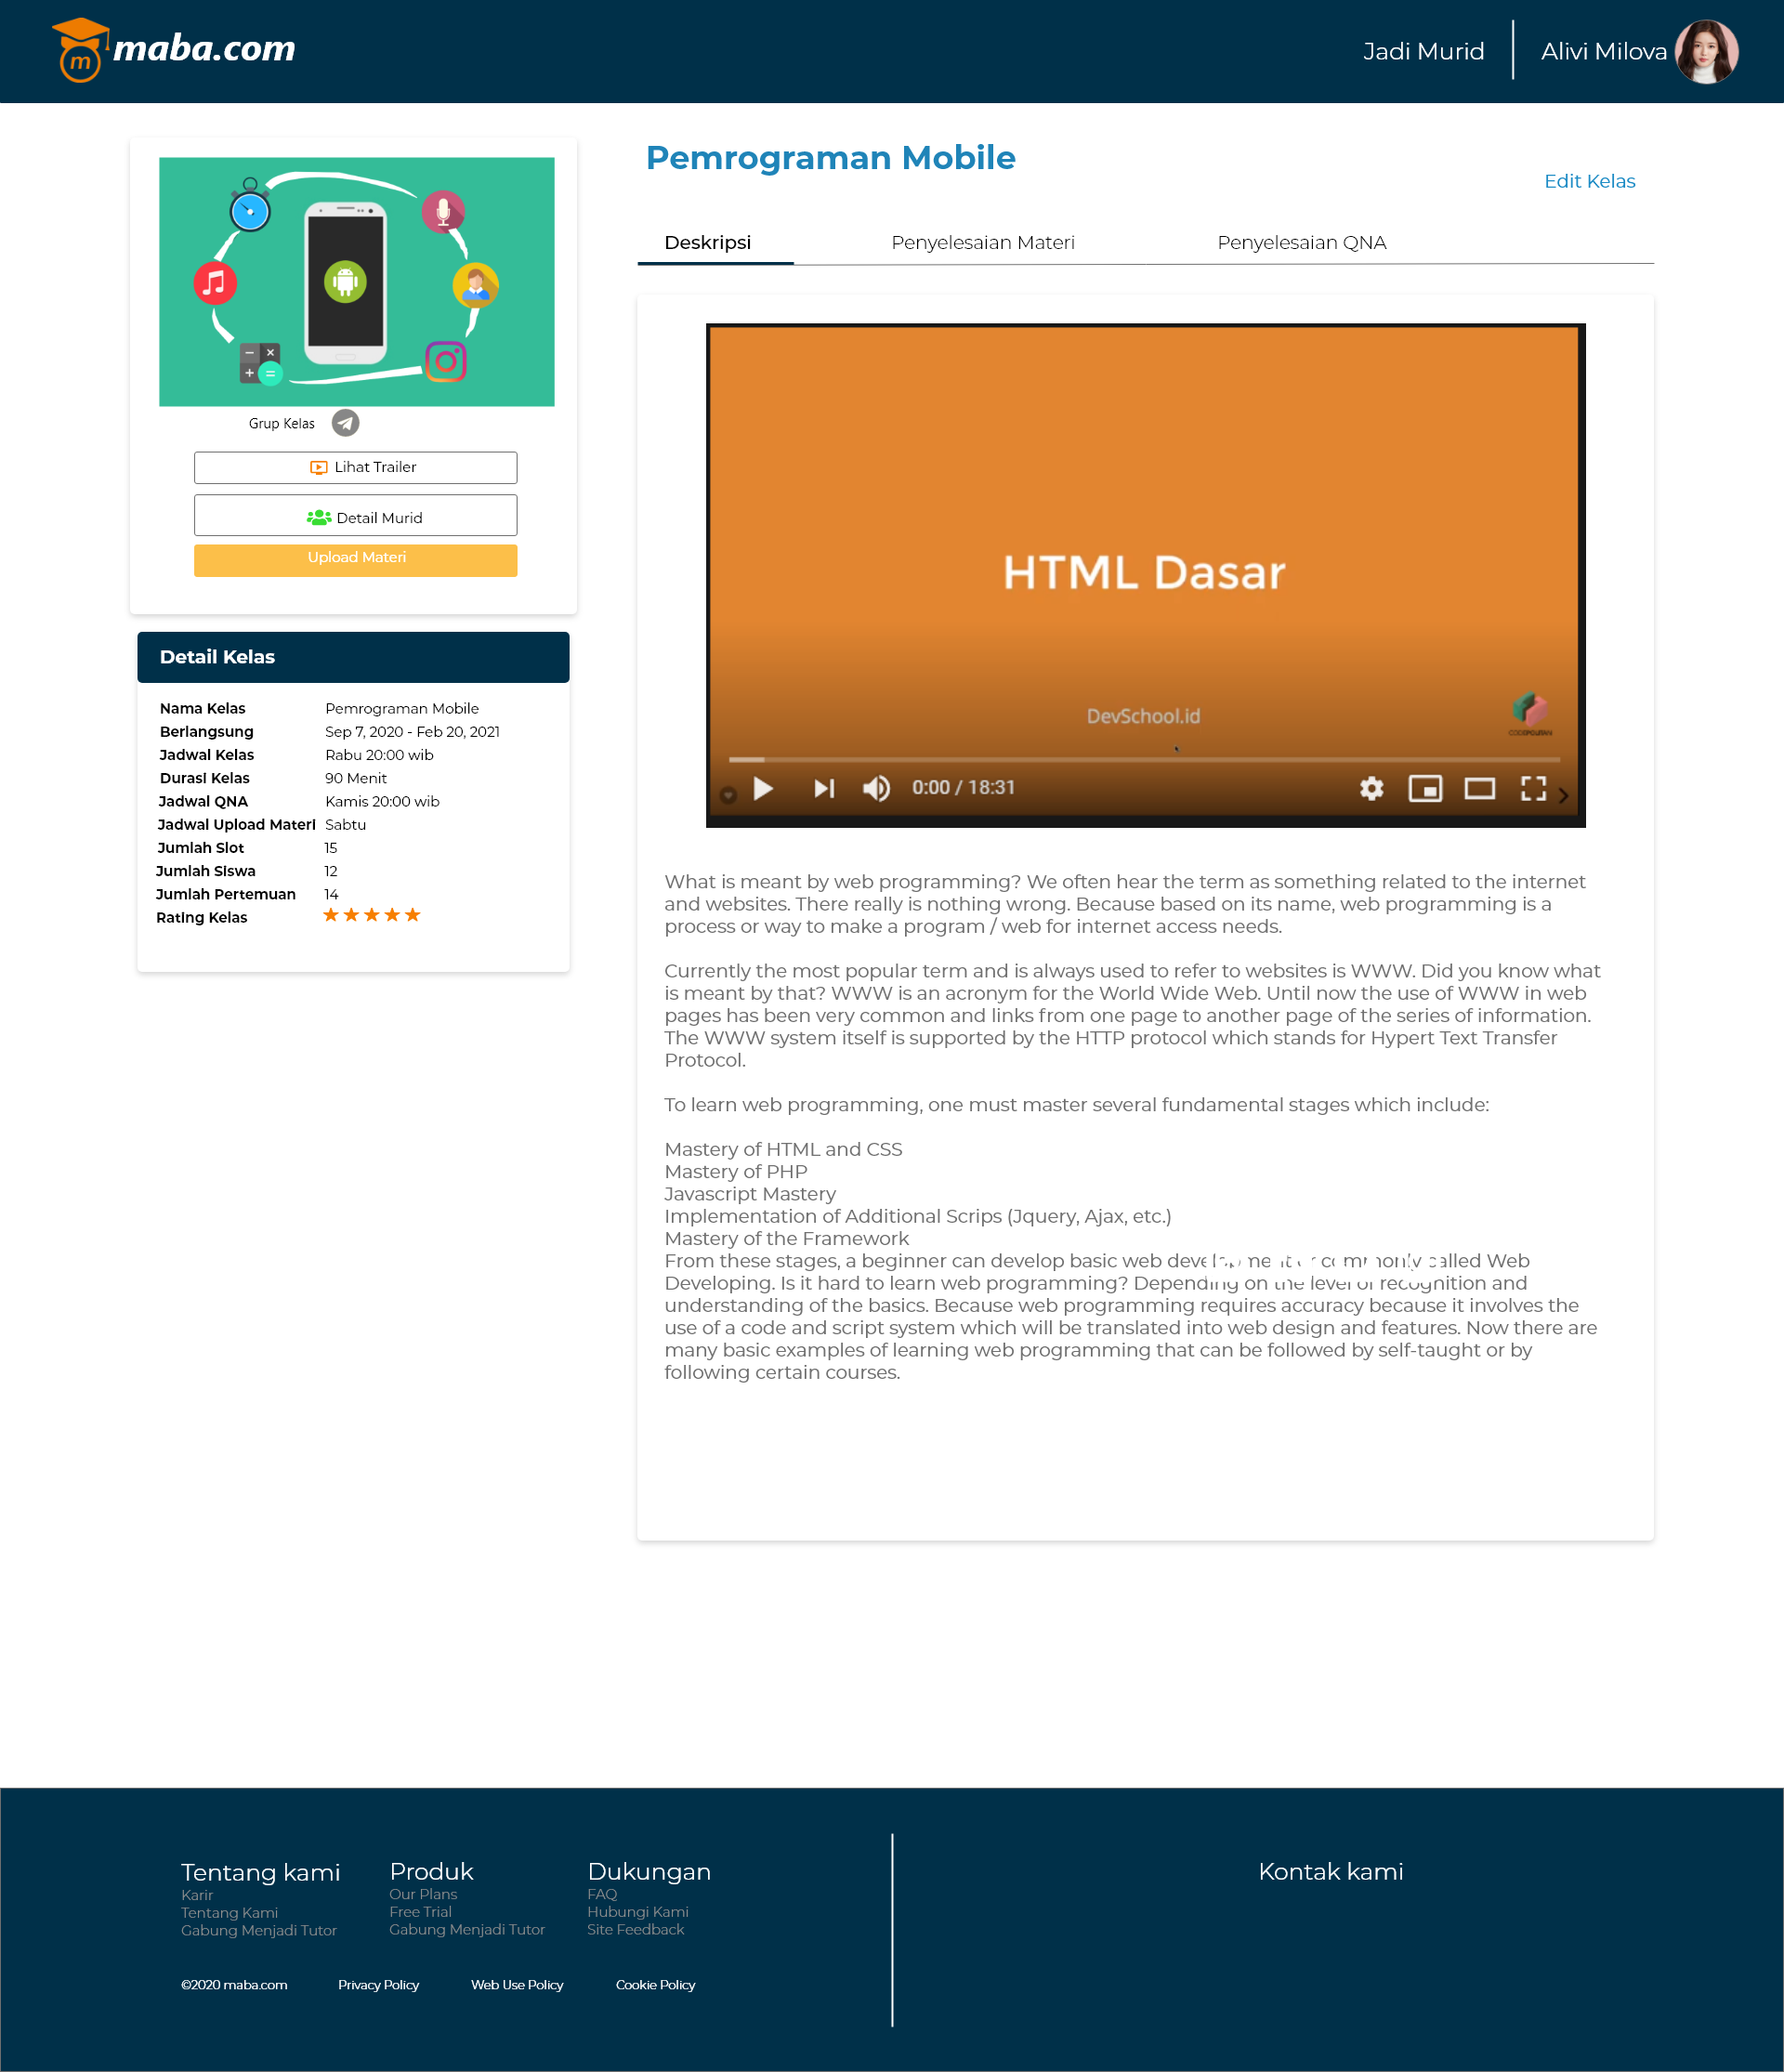 maba.com
Jadi Murid
Alivi Milova
Grup Kelas
Lihat Trailer
Detail Murid
Upload Materi
Detail Kelas
Nama Kelas Pemrograman Mobile
Berlangsung Sep 7, 2020 - Feb 20, 2021
Jadwal Kelas Rabu 20:00 wib
Durasi Kelas 90 Menit
Jadwal QNA Kamis 20:00 wib
Jadwal Upload Materi Sabtu
Jumlah Slot 15
Jumlah Siswa 12
Jumlah Pertemuan 14
Rating Kelas
Pemrograman Mobile
Edit Kelas
Deskripsi Penyelesaian Materi Penyelesaian QNA
HTML Dasar
DevSchool.id
CODEPOLITAN
0:00 / 18:31
What is meant by web programming? We often hear the term as something related to the internet
and websites. There really is nothing wrong. Because based on its name, web programming is a
process or way to make a program / web for internet access needs.
Currently the most popular term and is always used to refer to websites is WWW. Did you know what
is meant by that? WWW is an acronym for the World Wide Web. Until now the use of WWW in web
pages has been very common and links from one page to another page of the series of information.
The WWW system itself is supported by the HTTP protocol which stands for Hypert Text Transfer
Protocol.
To learn web programming, one must master several fundamental stages which include:
Mastery of HTML and CSS
Mastery of PHP
Javascript Mastery
Implementation of Additional Scrips (Jquery, Ajax, etc.)
Mastery of the Framework
From these stages, a beginner can develop basic web development or commonly called Web
Developing. Is it hard to learn web programming? Depending on the level of recognition and
understanding of the basics. Because web programming requires accuracy because it involves the
use of a code and script system which will be translated into web design and features. Now there are
many basic examples of learning web programming that can be followed by self-taught or by
following certain courses.
Tentang kami
Karir
Tentang Kami
Gabung Menjadi Tutor
Produk
Our Plans
Free Trial
Gabung Menjadi Tutor
Dukungan
FAQ
Hubungi Kami
Site Feedback
Kontak kami
©2020 maba.com Privacy Policy Web Use Policy Cookie Policy